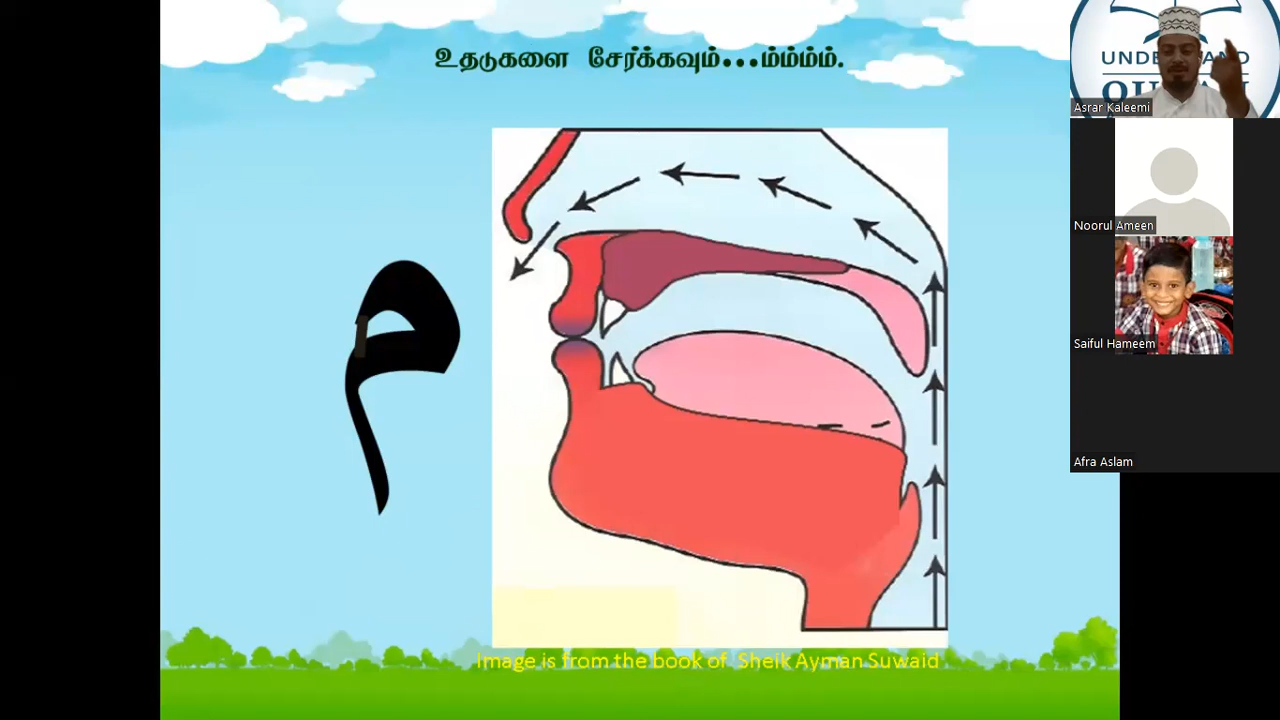 உதடுகளை சேர்க்கவும்...ம்ம்ம்ம்.
م
Image is from the book of Sheik Ayman Suwaid
Asrar Kaleemi
Noorul Ameen
Saiful Hameem
Afra Aslam